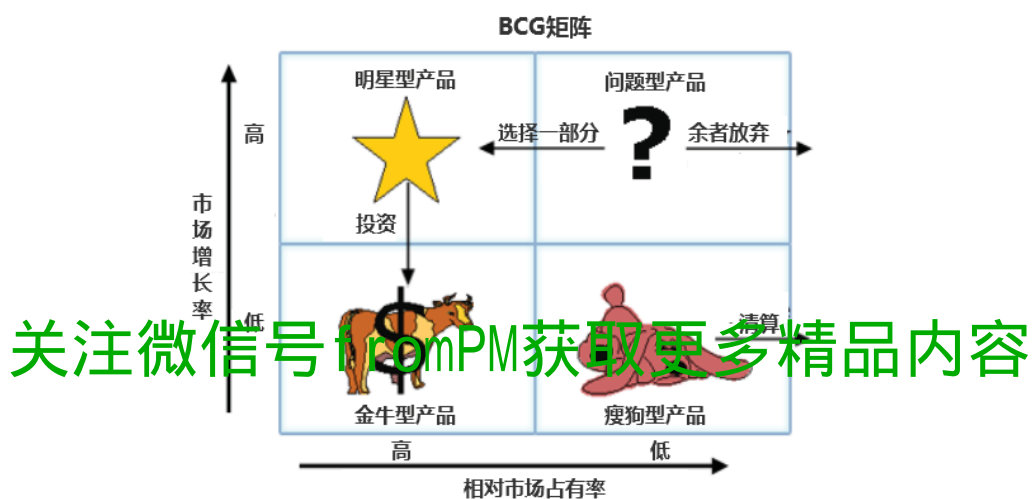 BCG矩阵
明星型产品
问题型产品
高
选择一部分
余者放弃
?
市场增长率
投资
$
低
清算
关注微信号fromPM获取更多精品内容
金牛型产品
瘦狗型产品
高
低
相对市场占有率